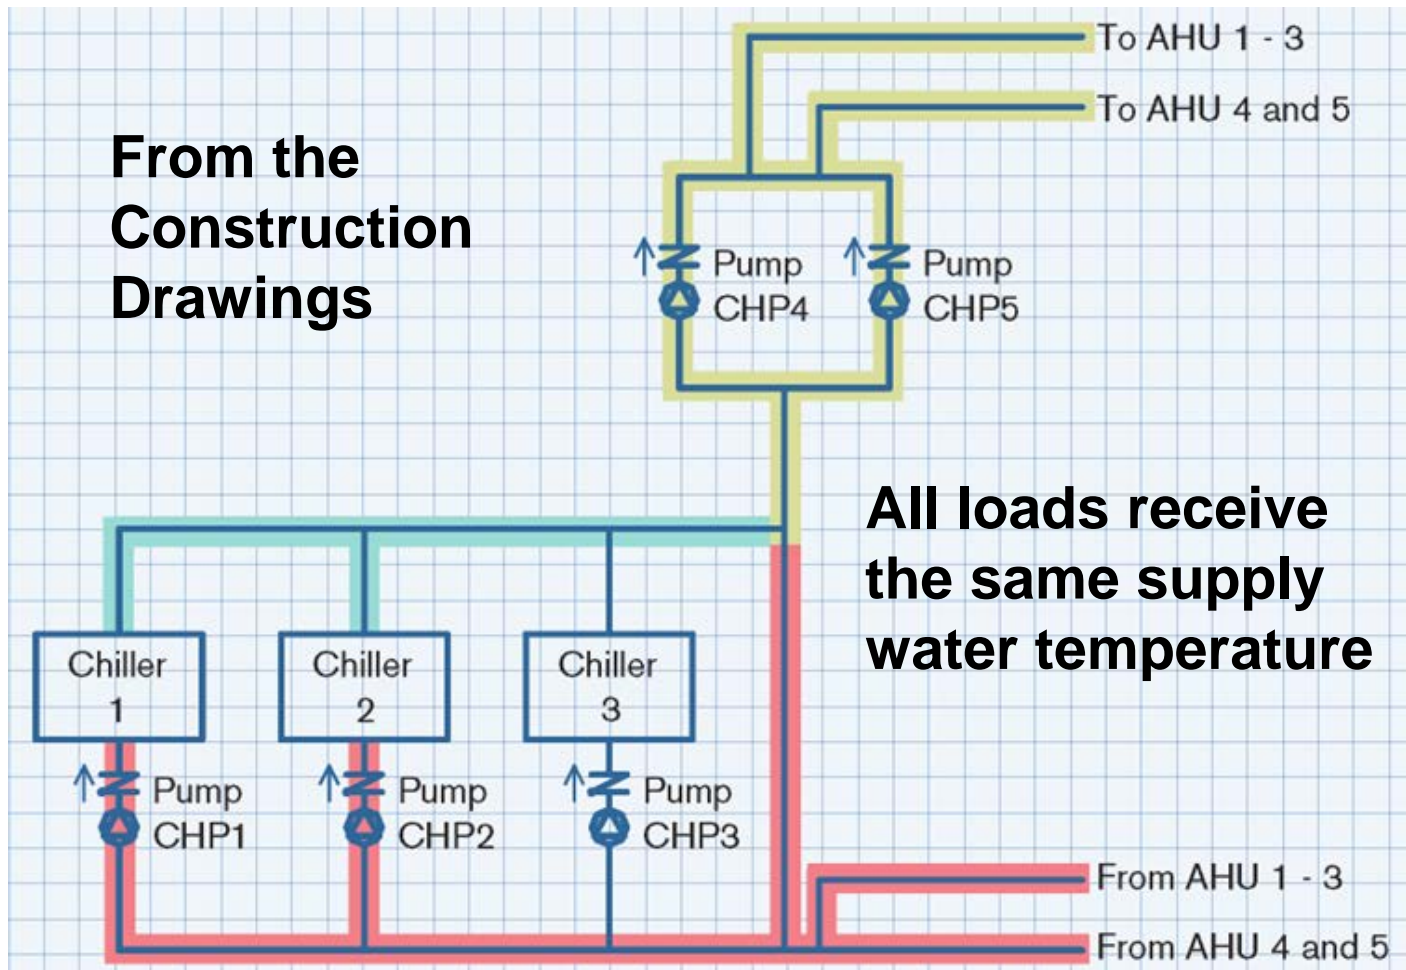 To AHU 1 - 3
To AHU 4 and 5
From the
Construction
Drawings
Pump
CHP4
Pump
CHP5
All loads receive
the same supply
water temperature
Chiller
1
Chiller
2
Chiller
3
Pump
CHP1
Pump
CHP2
Pump
CHP3
From AHU 1 - 3
From AHU 4 and 5